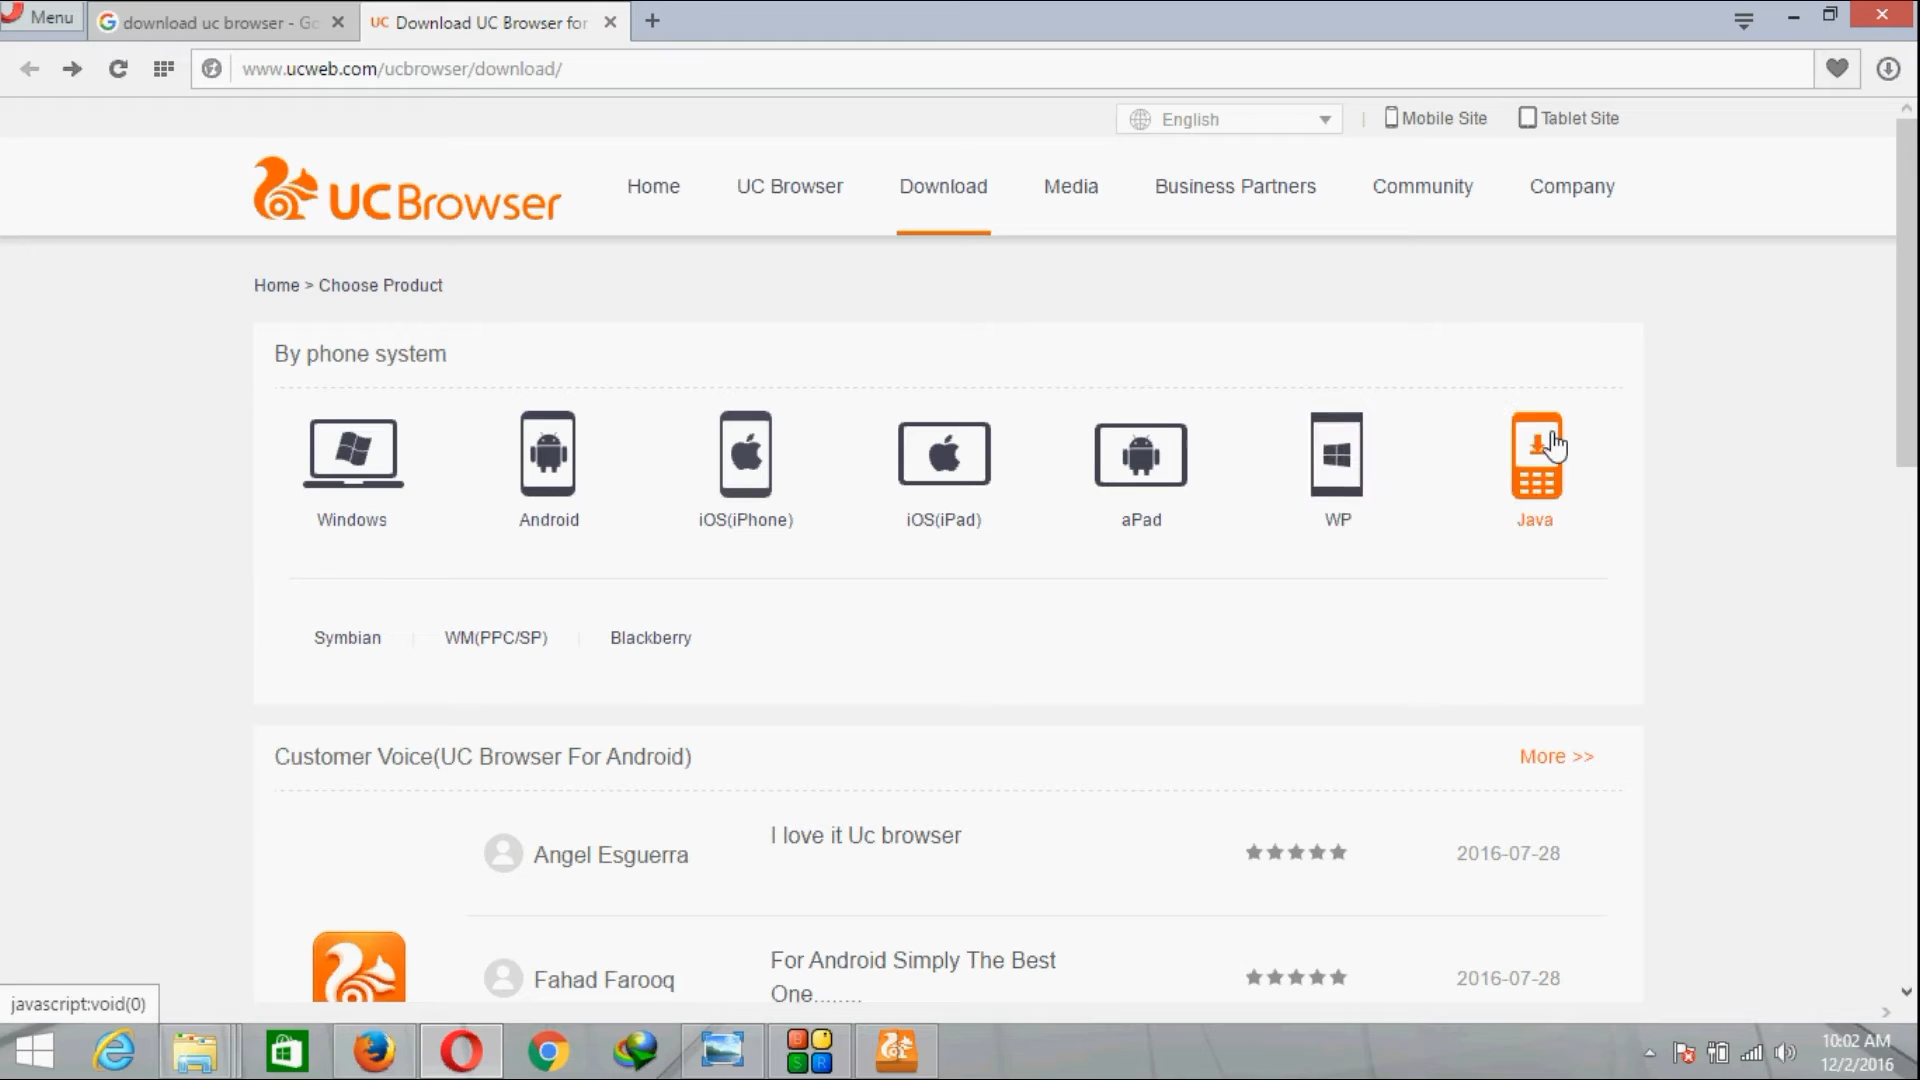 Menu
download uc browser - Go
UC Download UC Browser for
www.ucweb.com/ucbrowser/download/
English
Mobile Site
Tablet Site
UC Browser
Home
UC Browser
Download
Media
Business Partners
Community
Company
Home > Choose Product
By phone system
Windows
Android
iOS(iPhone)
iOS(iPad)
aPad
WP
Java
Symbian
WM(PPC/SP)
Blackberry
Customer Voice(UC Browser For Android)
More >>
Angel Esguerra
I love it Uc browser
2016-07-28
Fahad Farooq
For Android Simply The Best
One........
2016-07-28
javascript:void(0)
10:02 AM
12/2/2016